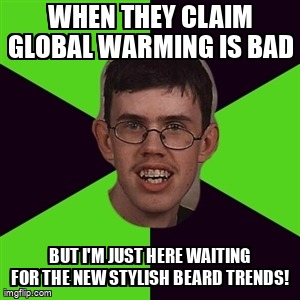 WHEN THEY CLAIM
GLOBAL WARMING IS BAD
BUT I'M JUST HERE WAITING
FOR THE NEW STYLISH BEARD TRENDS!
imgflip.com